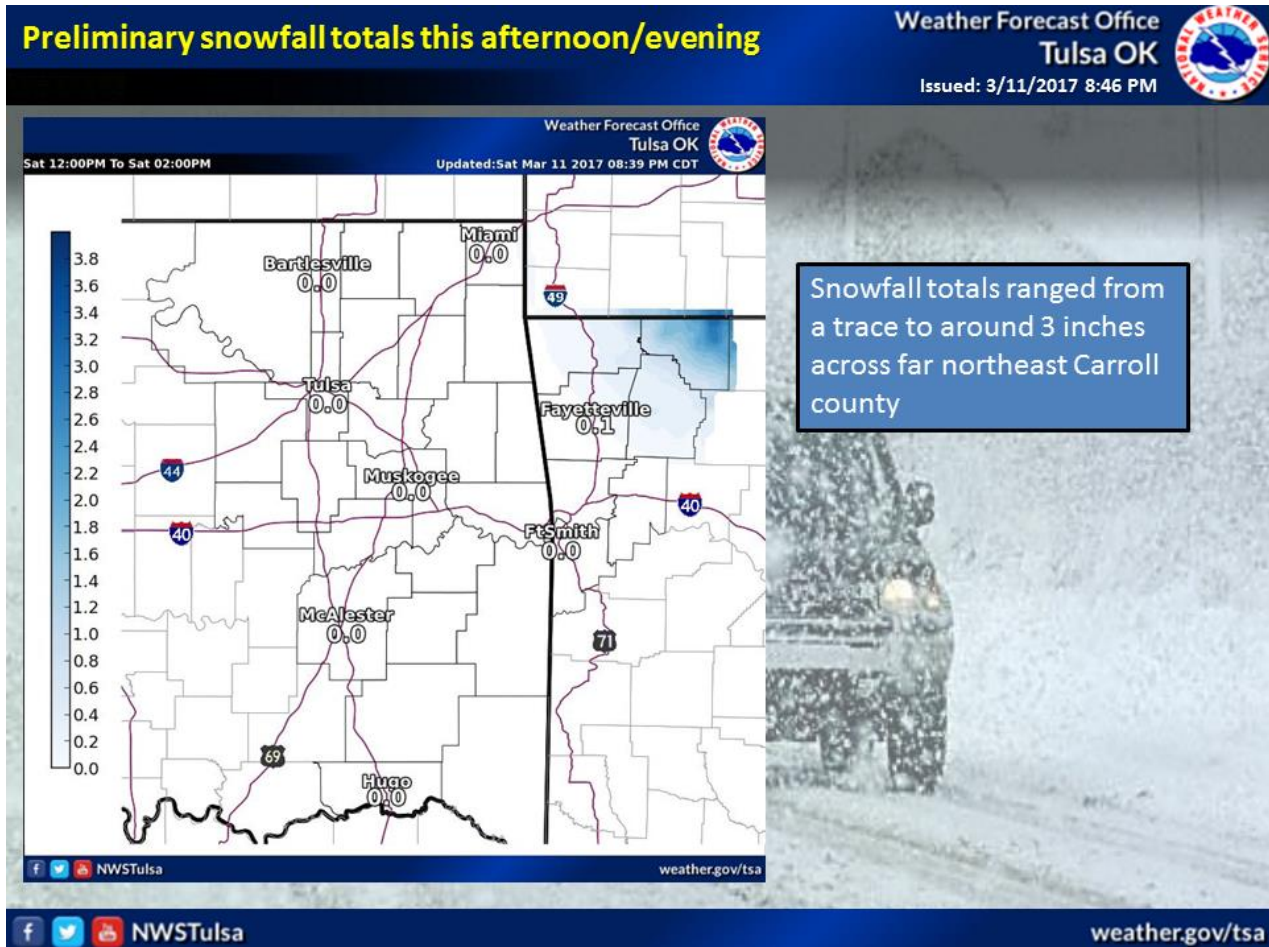 Preliminary snowfall totals this afternoon/evening
Weather Forecast Office
Tulsa OK
Issued: 3/11/2017 8:46 PM
NATIONAL WEATHER SERVICE
Weather Forecast Office
Tulsa OK
Sat 12:00PM To Sat 02:00PM
Updated:Sat Mar 11 2017 08:39 PM CDT
3.8
3.6
3.4
3.2
3.0
2.8
2.6
2.4
2.2
2.0
1.8
1.6
1.4
1.2
1.0
0.8
0.6
0.4
0.2
0.0
Miami
0.0
Bartlesville
0.0
49
Tulsa
0.0
Fayetteville
0.1
44
Muskogee
0.0
40
40
FtSmith
0.0
McAlester
0.0
71
69
Hugo
0.0
NWSTulsa
weather.gov/tsa
Snowfall totals ranged from
a trace to around 3 inches
across far northeast Carroll
county
NWSTulsa
weather.gov/tsa